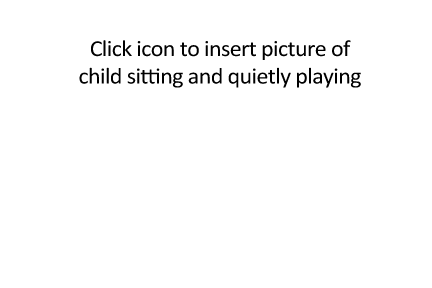 Click icon to insert picture of
child sitting and quietly playing